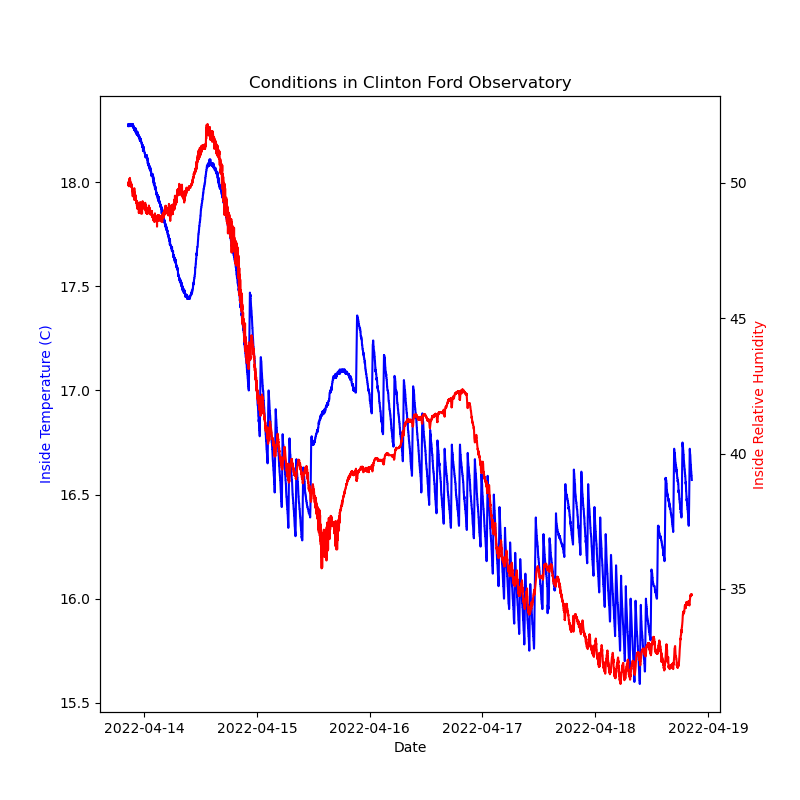 Conditions in Clinton Ford Observatory
Inside Temperature (C)
18.0
17.5
17.0
16.5
16.0
15.5
50
45
40
35
Inside Relative Humidity
2022-04-14 2022-04-15 2022-04-16 2022-04-17 2022-04-18 2022-04-19
Date